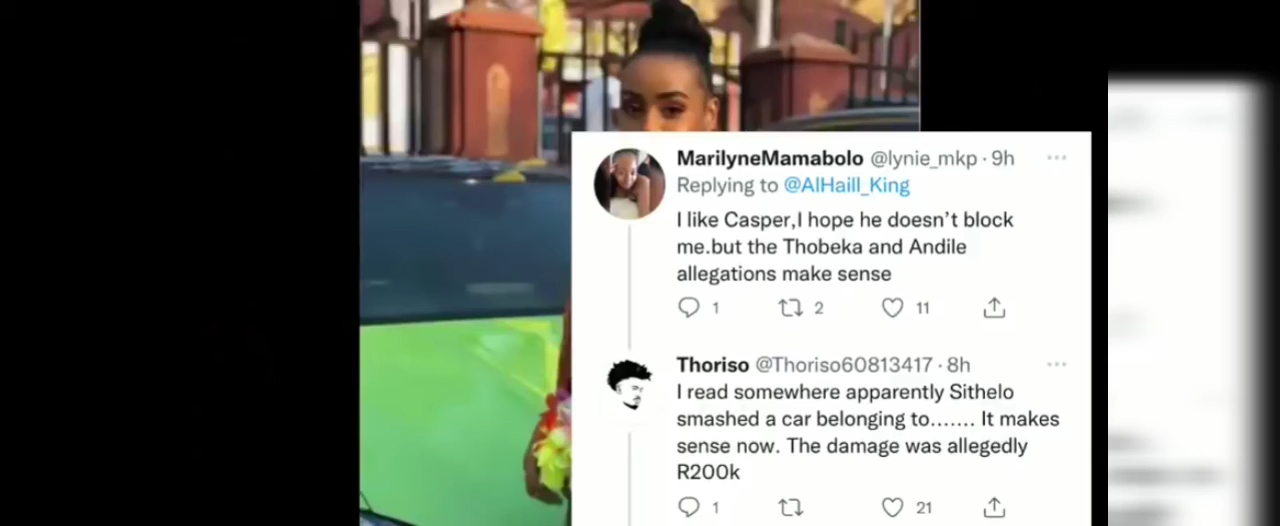 MarilyneMamabolo @lynie_mkp · 9h
Replying to @AlHaill_King
I like Casper,I hope he doesn't block
me.but the Thobeka and Andile
allegations make sense
1 2 11
Thoriso @Thoriso60813417 · 8h
I read somewhere apparently Sithelo
smashed a car belonging to....... It makes
sense now. The damage was allegedly
R200k
1 21